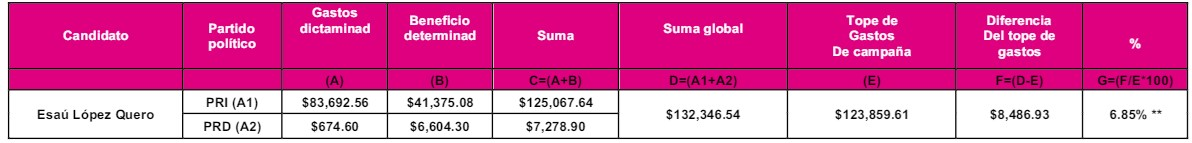 Candidato Partido político Gastos dictaminad Beneficio determinad Suma Suma global Tope de Gastos De campaña Diferencia Del tope de gastos %
(A) (B) C=(A+B) D=(A1+A2) (E) F=(D-E) G=(F/E*100)
Esaú López Quero PRI (A1) $83,692.56 $41,375.08 $125,067.64 $132,346.54 $123,859.61 $8,486.93 6.85% **
PRD (A2) $674.60 $6,604.30 $7,278.90